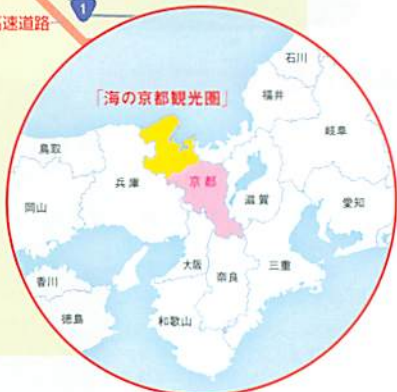 高速道路
1
「海の京都観光圏」
石川
福井
岐阜
鳥取
兵庫
京都
滋賀
愛知
岡山
大阪
奈良
三重
香川
徳島
和歌山